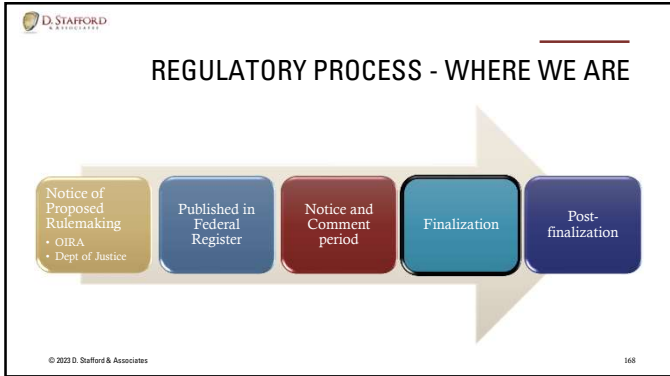 D. STAFFORD
& ASSOCIATES
REGULATORY PROCESS - WHERE WE ARE
Notice of
Proposed
Rulemaking
• OIRA
• Dept of Justice
Published in
Federal
Register
Notice and
Comment
period
Finalization
Post-
finalization
© 2023 D. Stafford & Associates
168